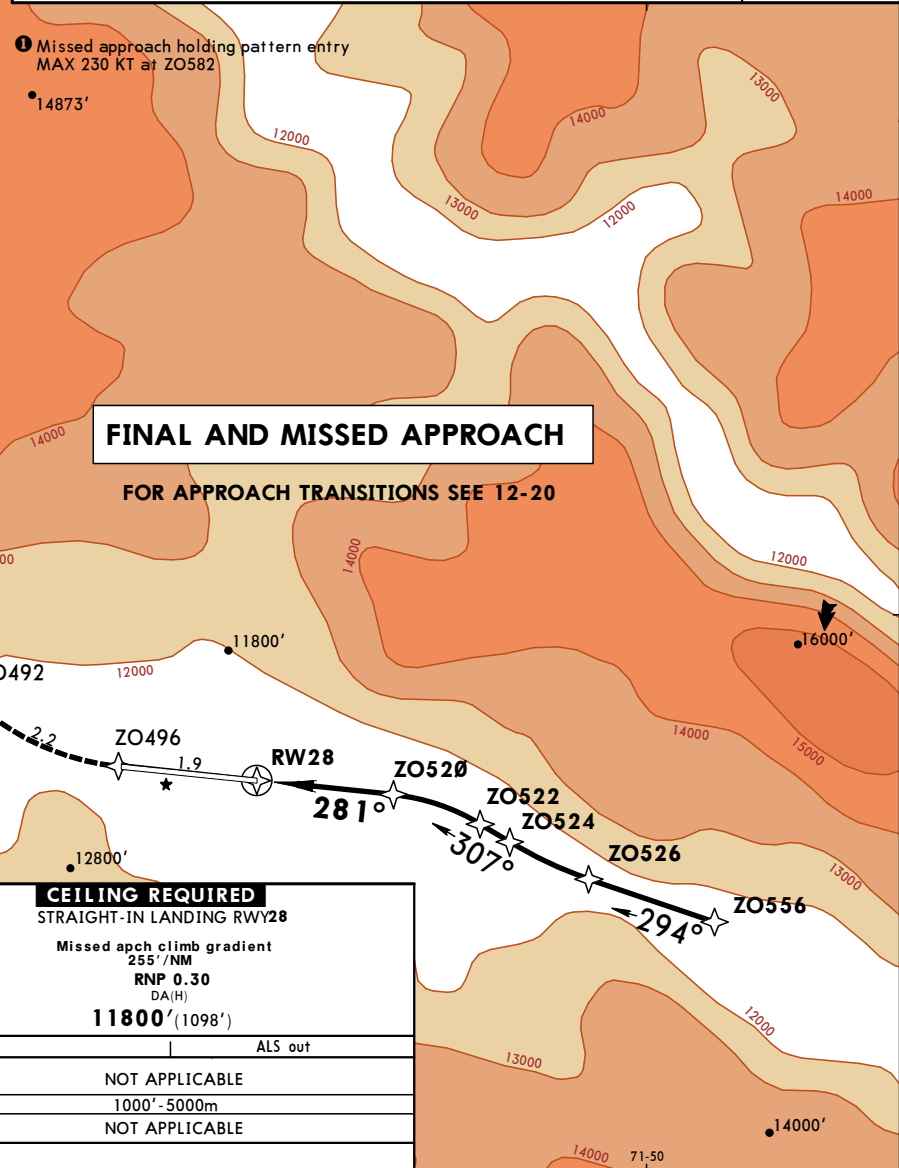 ❶ Missed approach holding pattern entry
MAX 230 KT at ZO582
14873'
12000
13000
14000
13000
12000
14000
FINAL AND MISSED APPROACH
14000
FOR APPROACH TRANSITIONS SEE 12-20
14000
12000
00
11800'
16000'
O492
12000
2.2
ZO496
1.9
RW28
281°
ZO52Ø
ZO522
ZO524
307°
ZO526
294°
ZO556
14000
15000
13000
12800'
CEILING REQUIRED
STRAIGHT-IN LANDING RWY28
Missed apch climb gradient
255'/NM
RNP 0.30
DA(H)
11800'(1098')
ALS out
NOT APPLICABLE
1000'-5000m
NOT APPLICABLE
12000
13000
14000'
14000
71-50